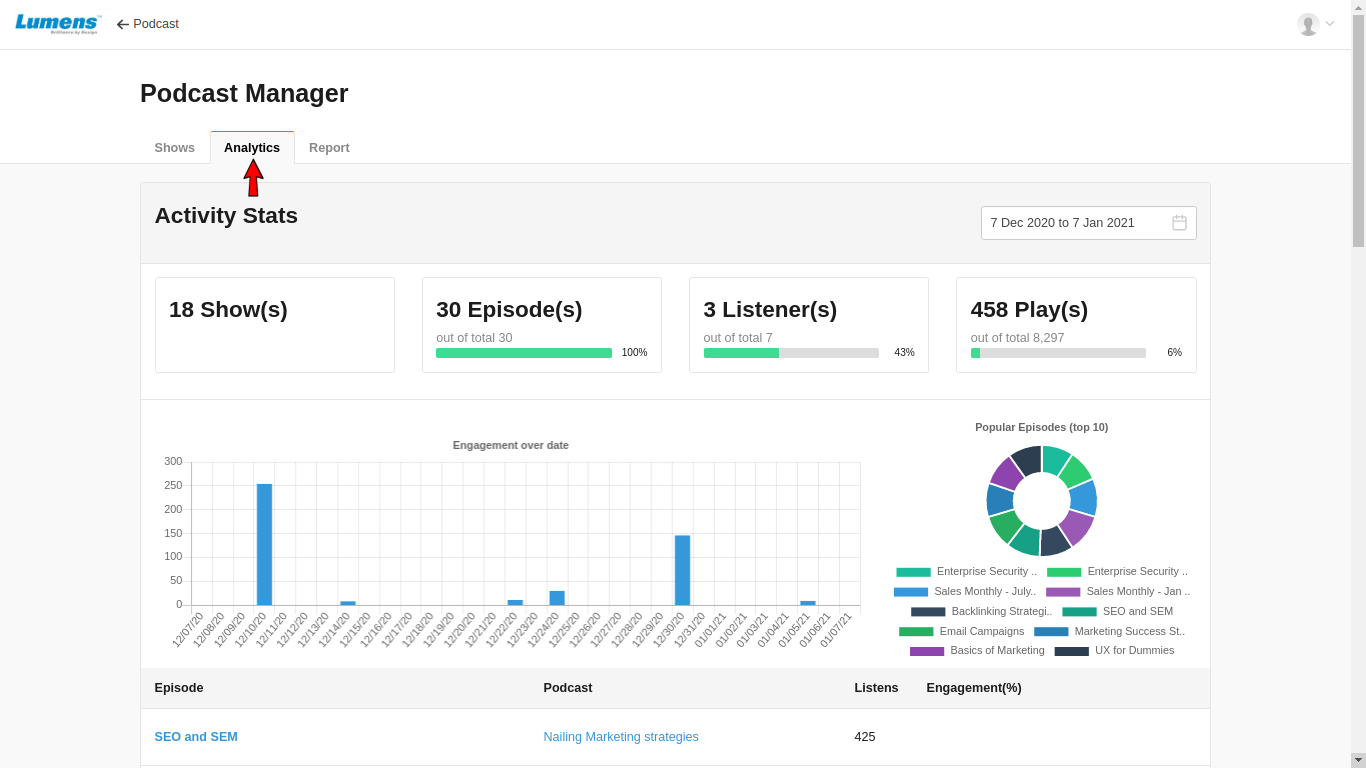 Lumens
Brilliance by Design
Podcast
Podcast Manager
Shows
Analytics
Report
Activity Stats
7 Dec 2020 to 7 Jan 2021
18 Show(s)
30 Episode(s)
out of total 30
100%
3 Listener(s)
out of total 7
43%
458 Play(s)
out of total 8,297
6%
Engagement over date
300
250
200
150
100
50
0
12/07/20
12/08/20
12/09/20
12/10/20
12/11/20
12/12/20
12/13/20
12/14/20
12/15/20
12/16/20
12/17/20
12/18/20
12/19/20
12/20/20
12/21/20
12/22/20
12/23/20
12/24/20
12/25/20
12/26/20
12/27/20
12/28/20
12/29/20
12/30/20
12/31/20
01/01/21
01/02/21
01/03/21
01/04/21
01/05/21
01/06/21
01/07/21
Popular Episodes (top 10)
Enterprise Security ..
Enterprise Security ..
Sales Monthly - July..
Sales Monthly - Jan ..
Backlinking Strategi..
SEO and SEM
Email Campaigns
Marketing Success St..
Basics of Marketing
UX for Dummies
Episode Podcast Listens Engagement(%)
SEO and SEM Nailing Marketing strategies 425